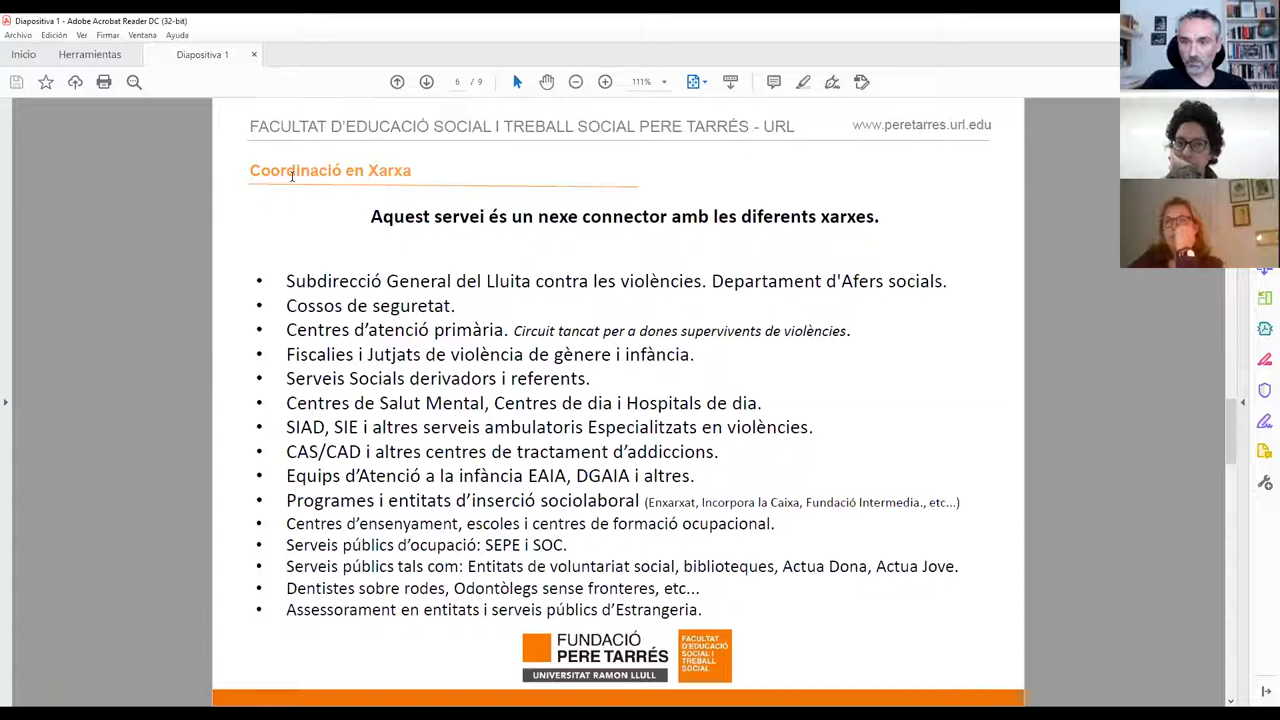 Diapositiva 1 - Adobe Acrobat Reader DC (32-bit)
Archivo Edición Ver Firmar Ventana Ayuda
Inicio Herramientas Diapositiva 1 ×
6 / 9 111%
FACULTAT D'EDUCACIÓ SOCIAL I TREBALL SOCIAL PERE TARRÉS - URL www.peretarres.url.edu
Coordinació en Xarxa
Aquest servei és un nexe connector amb les diferents xarxes.
• Subdirecció General del Lluita contra les violències. Departament d'Afers socials.
• Cossos de seguretat.
• Centres d'atenció primària. Circuit tancat per a dones supervivents de violències.
• Fiscalies i Jutjats de violència de gènere i infància.
• Serveis Socials derivadors i referents.
• Centres de Salut Mental, Centres de dia i Hospitals de dia.
• SIAD, SIE i altres serveis ambulatoris Especialitzats en violències.
• CAS/CAD i altres centres de tractament d'addiccions.
• Equips d'Atenció a la infància EAIA, DGAIA i altres.
• Programes i entitats d'inserció sociolaboral (Enxarxat, Incorpora la Caixa, Fundació Intermedia., etc...)
• Centres d'ensenyament, escoles i centres de formació ocupacional.
• Serveis públics d'ocupació: SEPE i SOC.
• Serveis públics tals com: Entitats de voluntariat social, biblioteques, Actua Dona, Actua Jove.
• Dentistes sobre rodes, Odontòlegs sense fronteres, etc...
• Assessorament en entitats i serveis públics d'Estrangeria.
FUNDACIÓ
PERE TARRÉS
UNIVERSITAT RAMON LLULL
FACULTAT
D'EDUCACIÓ
SOCIAL I
TREBALL
SOCIAL